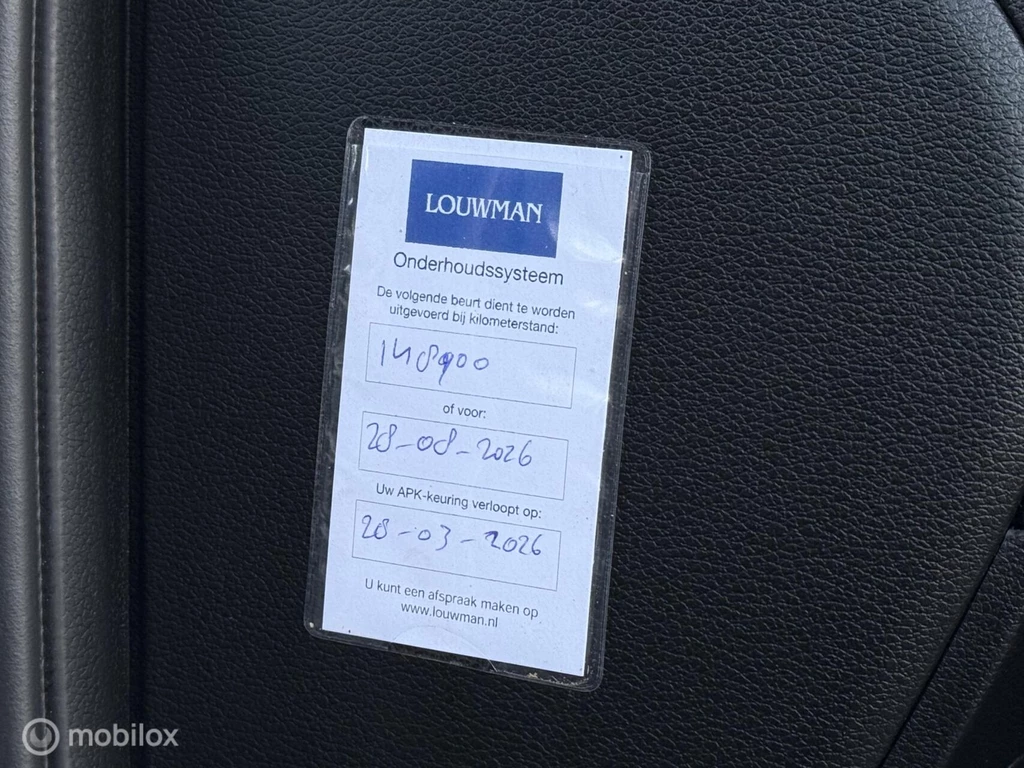 LOUWMAN
Onderhoudssysteem
De volgende beurt dient te worden
uitgevoerd bij kilometerstand:
148900
of voor:
28-08-2026
Uw APK-keuring verloopt op:
28-03-2026
U kunt een afspraak maken op
www.louwman.nl
mobilox